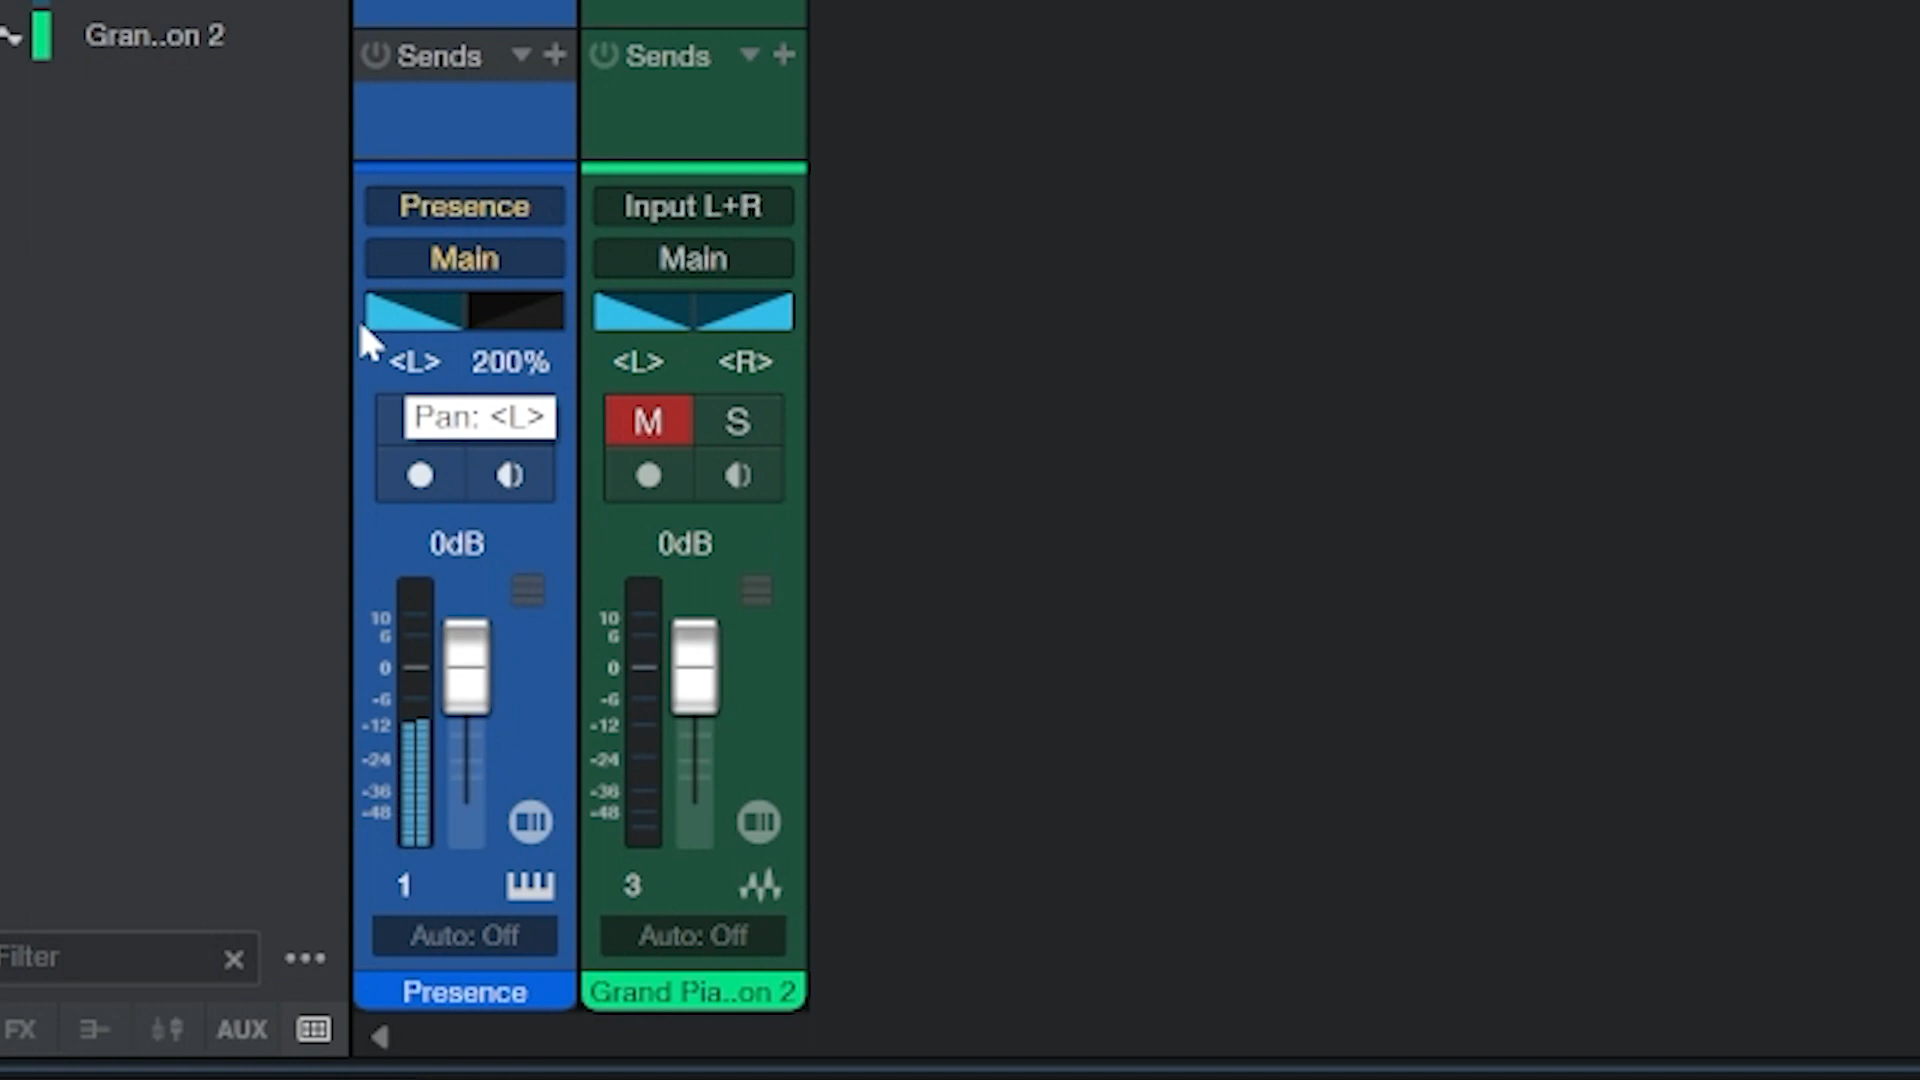 Gran..on 2
Sends
Sends
Presence
Input L+R
Main
Main
<L> 200%
<L> <R>
Pan: <L>
M S
0dB
0dB
10
6
0
-6
-12
-24
-36
-48
10
6
0
-6
-12
-24
-36
-48
1
3
Auto: Off
Auto: Off
Filter
Presence
Grand Pia..on 2
FX
AUX